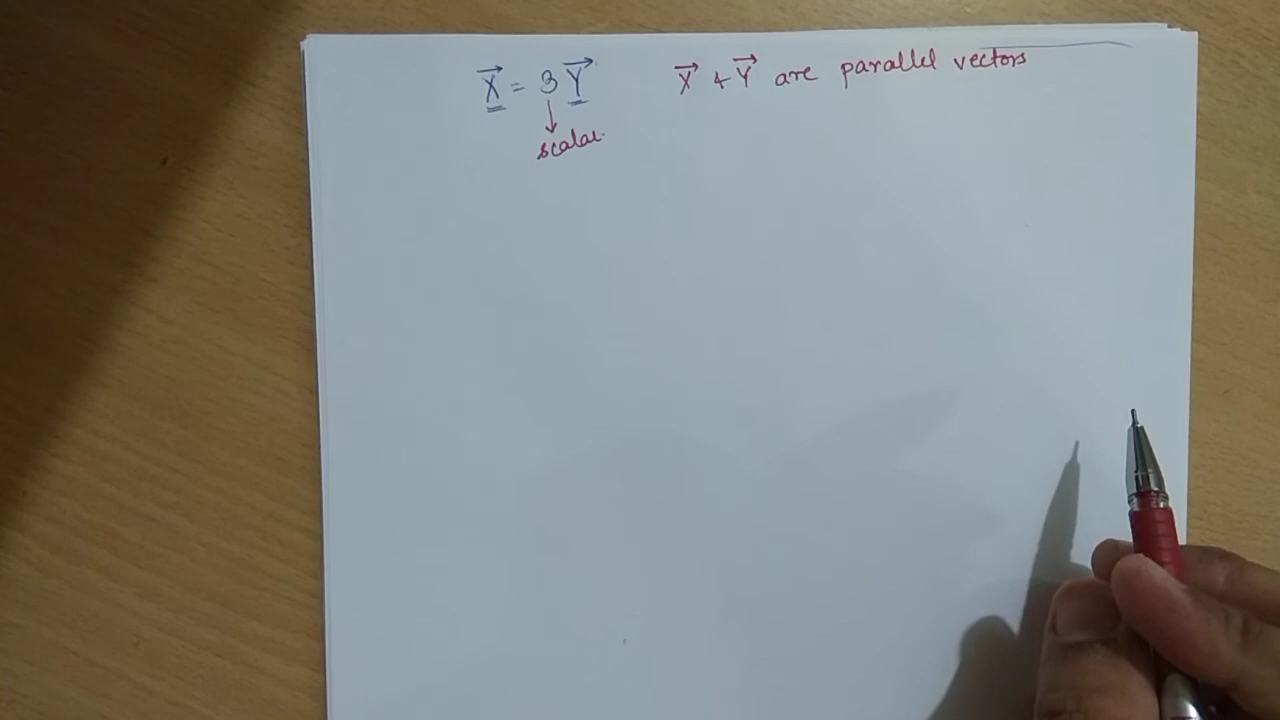 X⃗ = 3 Y⃗ X⃗ & Y⃗ are parallel vectors
↓
scalar.